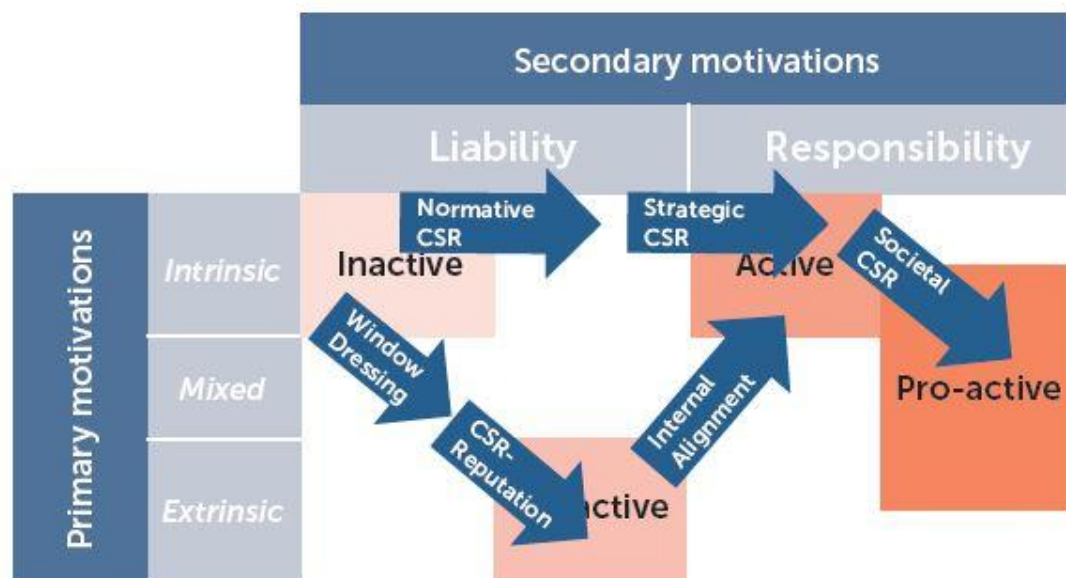 Secondary motivations
Liability
Responsibility
Primary motivations
Intrinsic
Mixed
Extrinsic
Normative
CSR
Strategic
CSR
Societal
CSR
Inactive
Active
Window
Dressing
Internal
Alignment
Pro-active
CSR-
Reputation
active